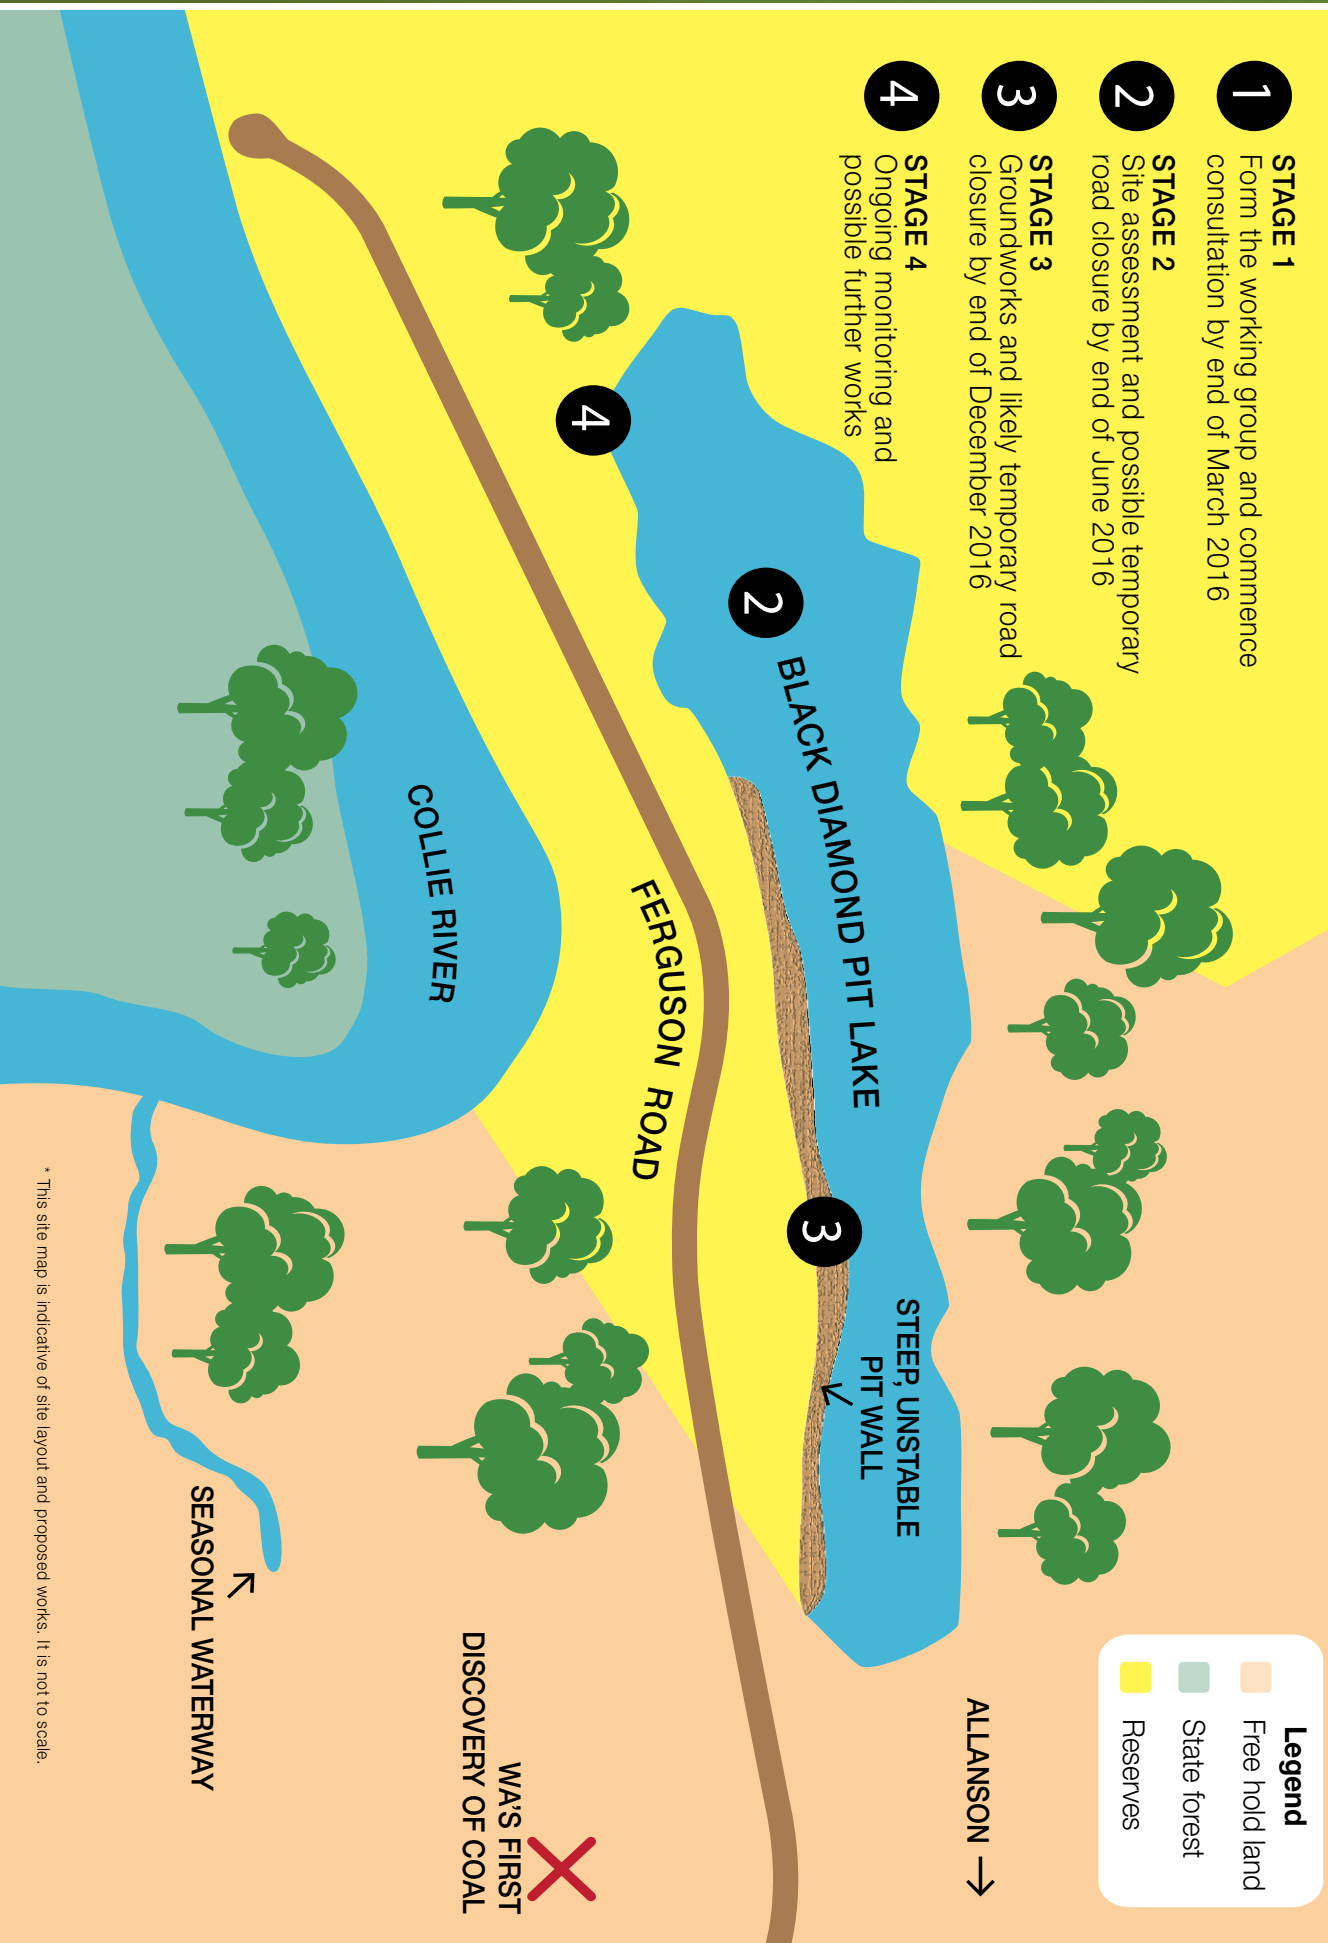 1
STAGE 1
Form the working group and commence
consultation by end of March 2016
2
STAGE 2
Site assessment and possible temporary
road closure by end of June 2016
3
STAGE 3
Groundworks and likely temporary road
closure by end of December 2016
4
STAGE 4
Ongoing monitoring and
possible further works
Legend
Free hold land
State forest
Reserves
ALLANSON →
STEEP, UNSTABLE
PIT WALL
BLACK DIAMOND PIT LAKE
2
3
4
FERGUSON ROAD
WA'S FIRST
DISCOVERY OF COAL
COLLIE RIVER
SEASONAL WATERWAY
* This site map is indicative of site layout and proposed works. It is not to scale.